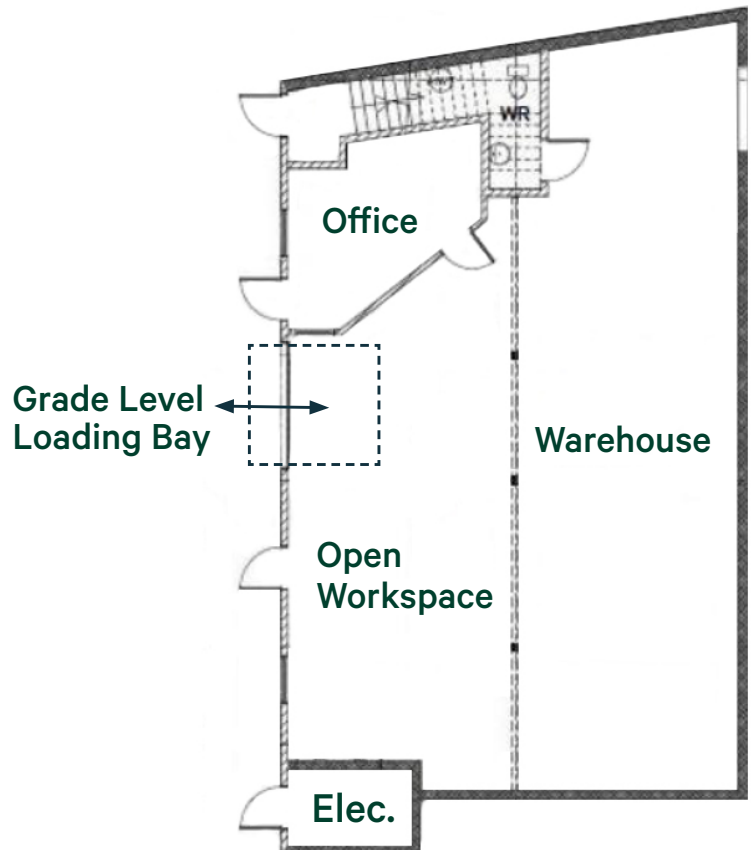 WR
Office
Grade Level
Loading Bay
Warehouse
Open
Workspace
Elec.